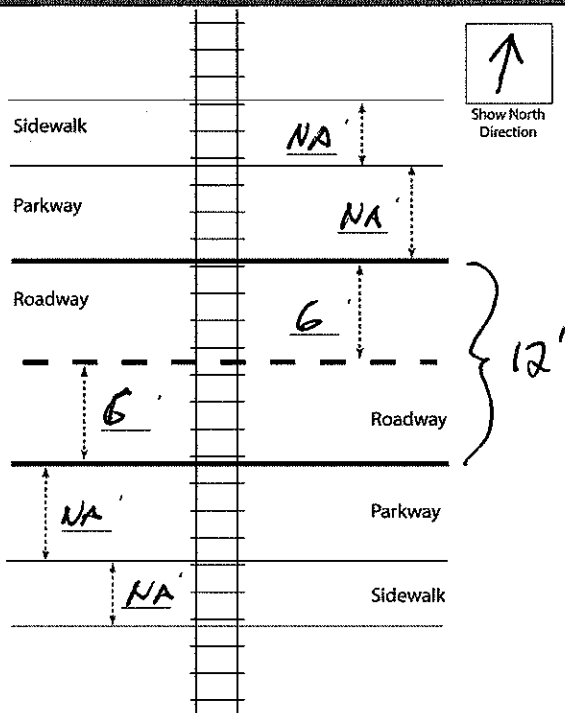 Show North
Direction
Sidewalk
NA'
Parkway
NA'
Roadway
6'
12'
6'
Roadway
NA'
Parkway
NA'
Sidewalk